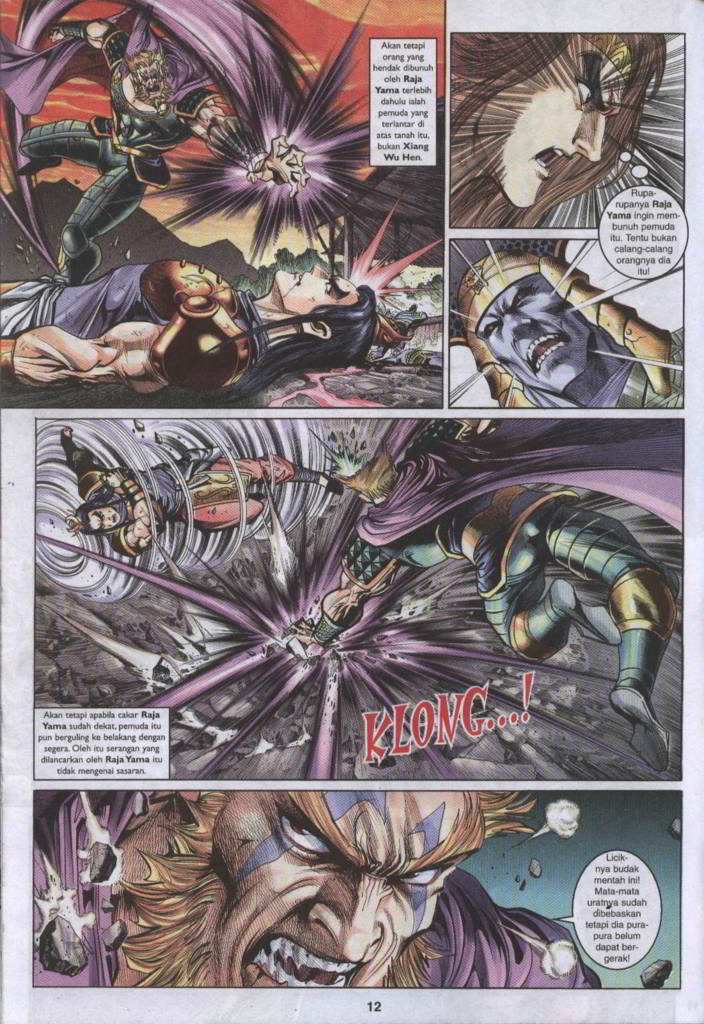 Akan tetapi
orang yang
hendak dibunuh
oleh Raja
Yama terlebih
dahulu ialah
pemuda yang
terlantar di
atas tanah itu,
bukan Xiang
Wu Hen.
Rupa-
rupanya Raja
Yama ingin mem-
bunuh pemuda
itu. Tentu bukan
calang-calang
orangnya dia
itu!
Akan tetapi apabila cakar Raja
Yama sudah dekat, pemuda itu
pun berguling ke belakang dengan
segera. Oleh itu serangan yang
dilancarkan oleh Raja Yama itu
tidak mengenai sasaran.
KLONG...!
Licik-
nya budak
mentah ini!
Mata-mata
uratnya sudah
dibebaskan
tetapi dia pura-
pura belum
dapat ber-
gerak!
12